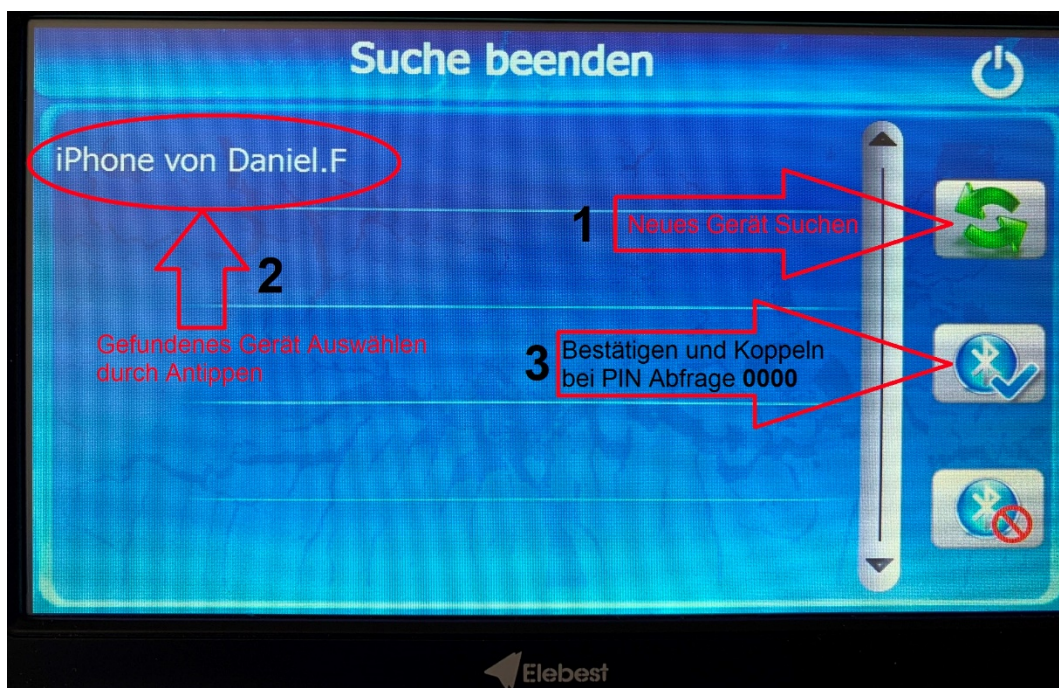 Suche beenden
iPhone von Daniel.F
1
Neues Gerät Suchen
2
Gefundenes Gerät Auswählen
durch Antippen
3
Bestätigen und Koppeln
bei PIN Abfrage 0000
Elebest